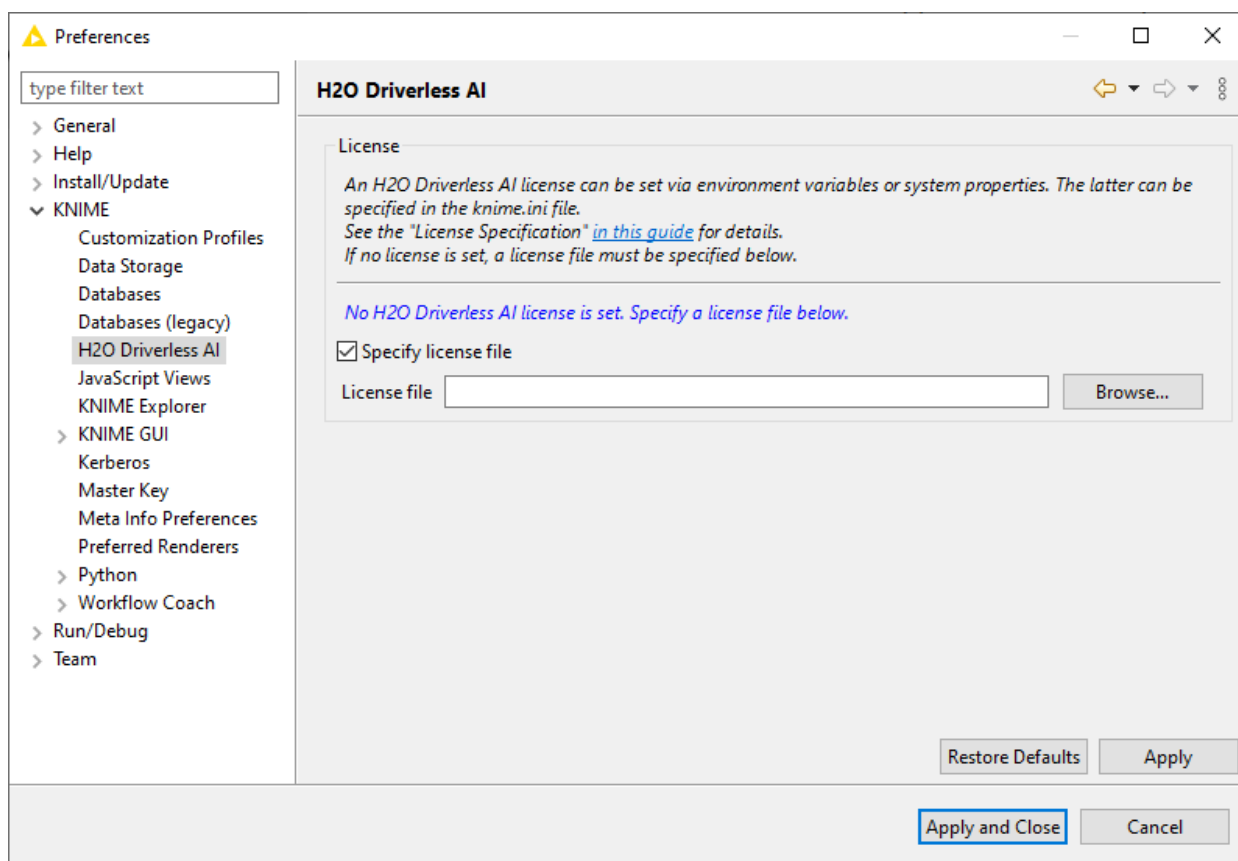 Preferences
type filter text
General
Help
Install/Update
KNIME
Customization Profiles
Data Storage
Databases
Databases (legacy)
H2O Driverless AI
JavaScript Views
KNIME Explorer
KNIME GUI
Kerberos
Master Key
Meta Info Preferences
Preferred Renderers
Python
Workflow Coach
Run/Debug
Team
H2O Driverless AI
License
An H2O Driverless AI license can be set via environment variables or system properties. The latter can be
specified in the knime.ini file.
See the "License Specification" in this guide for details.
If no license is set, a license file must be specified below.
No H2O Driverless AI license is set. Specify a license file below.
Specify license file
License file Browse...
Restore Defaults Apply
Apply and Close Cancel